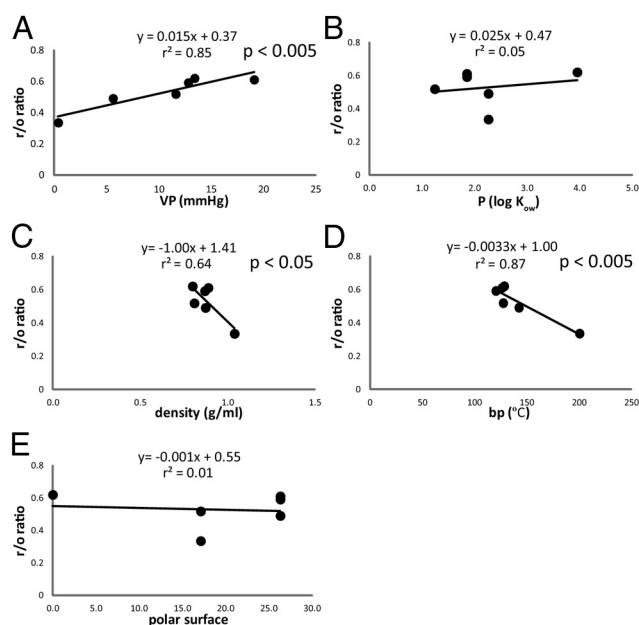 A
y = 0.015x + 0.37
r² = 0.85
p < 0.005
r/o ratio
0.8
0.6
0.4
0.2
0
0 5 10 15 20 25
VP (mmHg)
B
y = 0.025x + 0.47
r² = 0.05
r/o ratio
0.8
0.6
0.4
0.2
0
0.0 1.0 2.0 3.0 4.0 5.0
P (log Kow)
C
y= -1.00x + 1.41
r² = 0.64
p < 0.05
r/o ratio
0.8
0.6
0.4
0.2
0
0.0 0.5 1.0 1.5
density (g/ml)
D
y= -0.0033x + 1.00
r² = 0.87
p < 0.005
r/o ratio
0.8
0.6
0.4
0.2
0
0 50 100 150 200 250
bp (°C)
E
y= -0.001x + 0.55
r² = 0.01
r/o ratio
0.8
0.6
0.4
0.2
0
0.0 5.0 10.0 15.0 20.0 25.0 30.0
polar surface